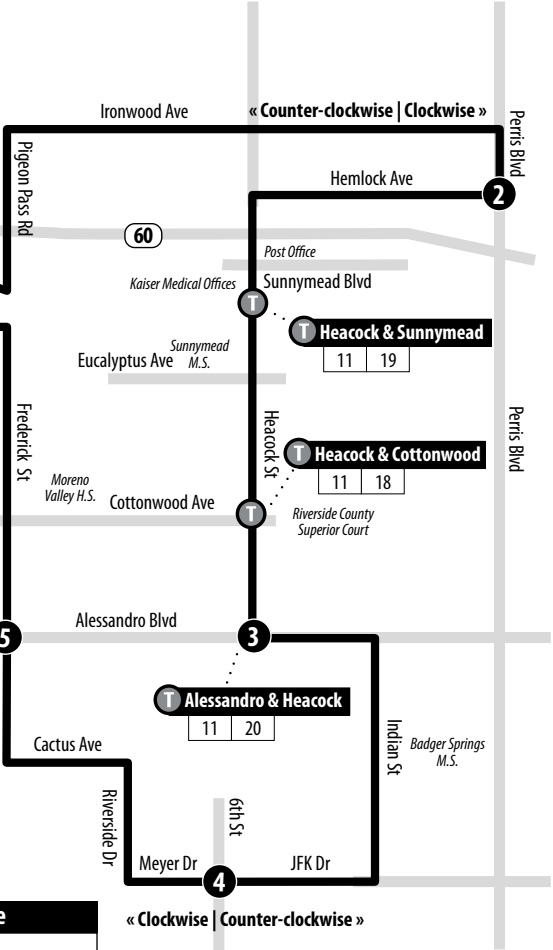 Ironwood Ave
« Counter-clockwise | Clockwise »
Perris Blvd
Pigeon Pass Rd
Hemlock Ave
2
60
Post Office
Kaiser Medical Offices
Sunnymead Blvd
T
T Heacock & Sunnymead
11 19
Sunnymead
M.S.
Eucalyptus Ave
Frederick St
Heacock St
Perris Blvd
T Heacock & Cottonwood
11 18
Moreno
Valley H.S.
Cottonwood Ave
T
Riverside County
Superior Court
Alessandro Blvd
5
3
T Alessandro & Heacock
11 20
Indian St
Badger Springs
M.S.
Cactus Ave
Riverside Dr
6th St
Meyer Dr
4
JFK Dr
« Clockwise | Counter-clockwise »
e